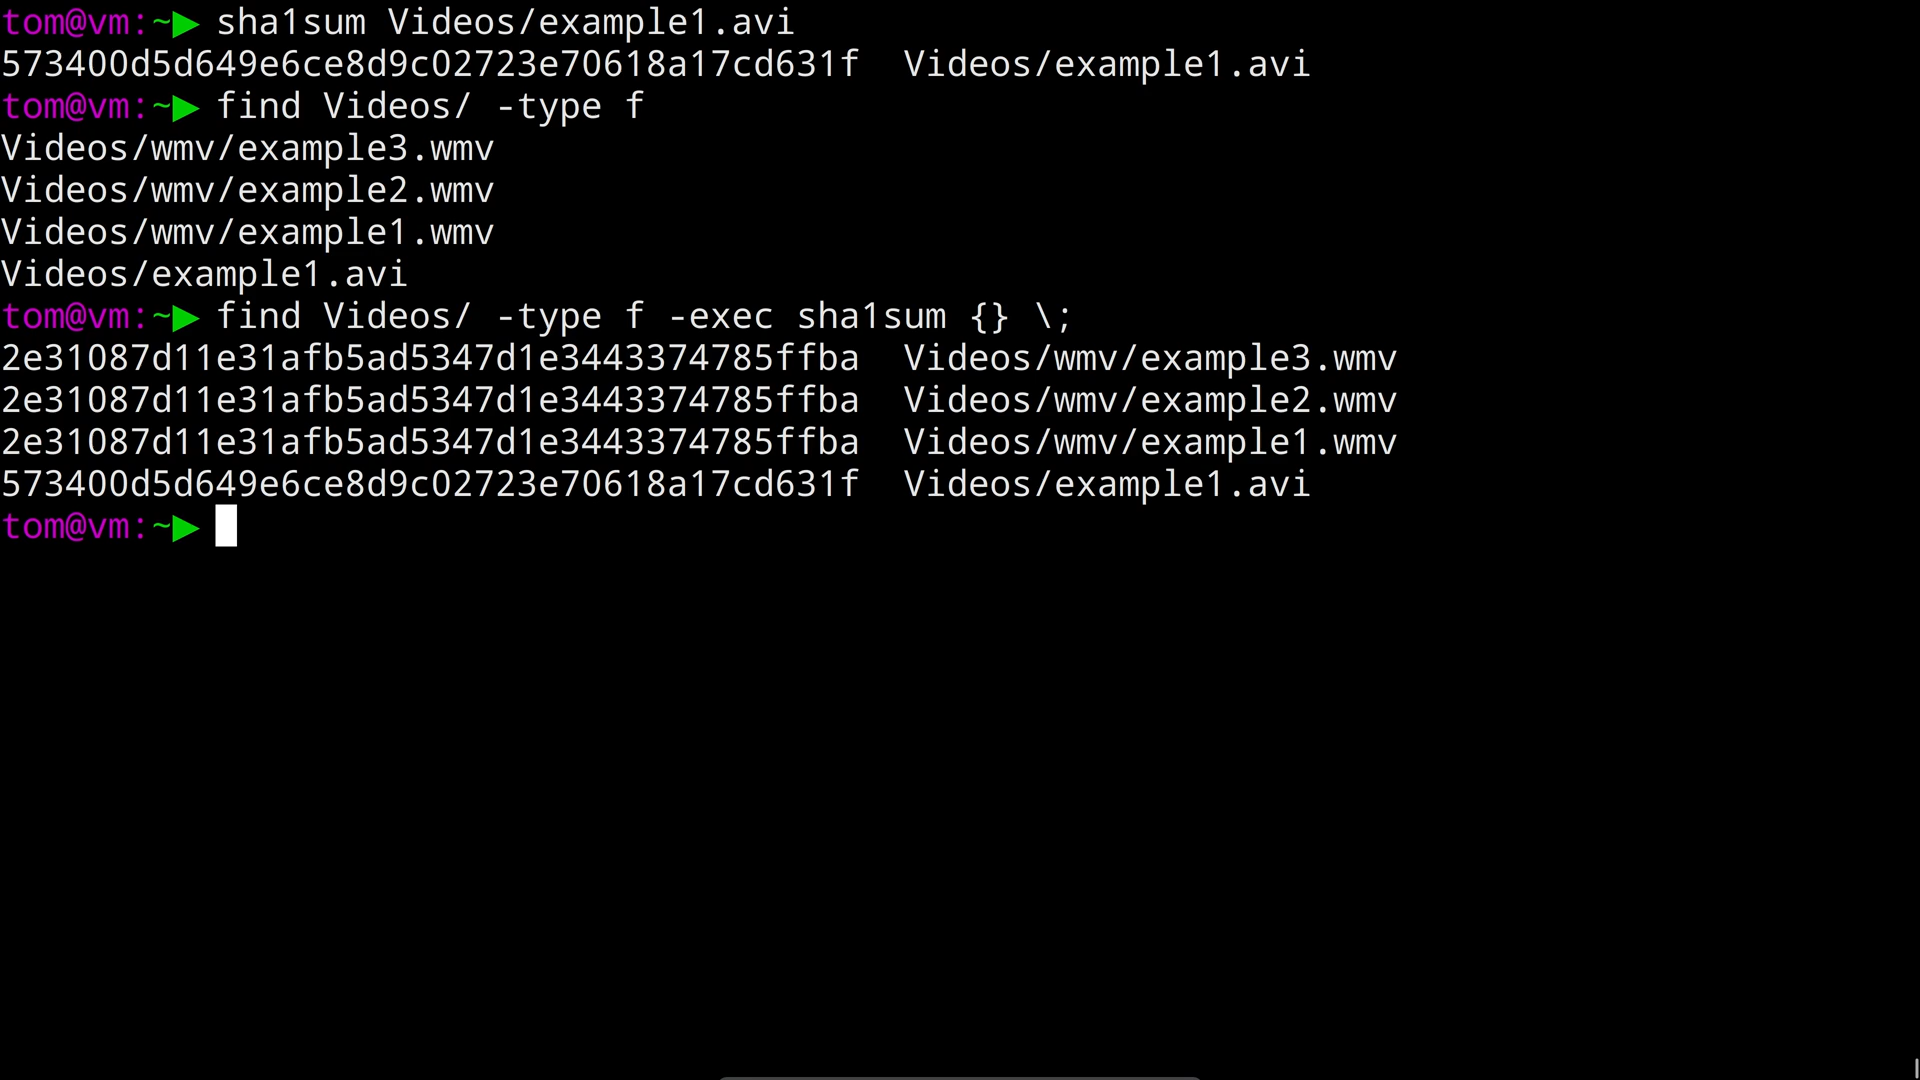 tom@vm:~▶ sha1sum Videos/example1.avi
573400d5d649e6ce8d9c02723e70618a17cd631f  Videos/example1.avi
tom@vm:~▶ find Videos/ -type f
Videos/wmv/example3.wmv
Videos/wmv/example2.wmv
Videos/wmv/example1.wmv
Videos/example1.avi
tom@vm:~▶ find Videos/ -type f -exec sha1sum {} \;
2e31087d11e31afb5ad5347d1e3443374785ffba  Videos/wmv/example3.wmv
2e31087d11e31afb5ad5347d1e3443374785ffba  Videos/wmv/example2.wmv
2e31087d11e31afb5ad5347d1e3443374785ffba  Videos/wmv/example1.wmv
573400d5d649e6ce8d9c02723e70618a17cd631f  Videos/example1.avi
tom@vm:~▶